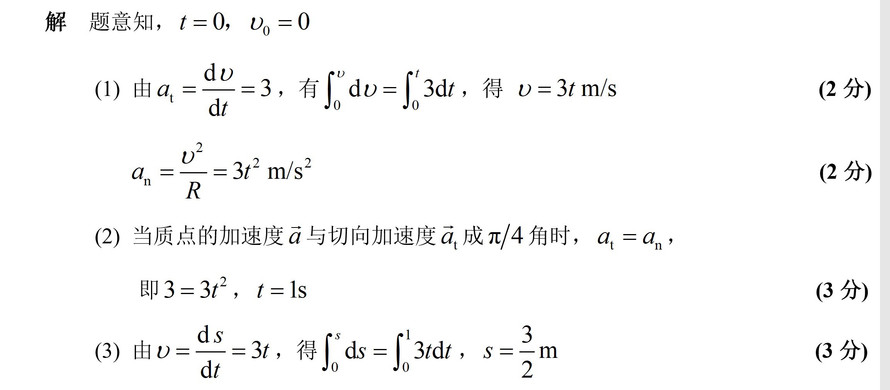 解 题意知，t = 0，υ₀ = 0
(1) 由 aₜ = dυ/dt = 3，有 ∫₀^υ dυ = ∫₀^t 3dt，得 υ = 3t m/s (2 分)
aₙ = υ²/R = 3t² m/s² (2 分)
(2) 当质点的加速度 a⃗ 与切向加速度 a⃗ₜ 成 π/4 角时，aₜ = aₙ，
即 3 = 3t²，t = 1s (3 分)
(3) 由 υ = ds/dt = 3t，得 ∫₀^s ds = ∫₀^1 3tdt，s = 3/2 m (3 分)